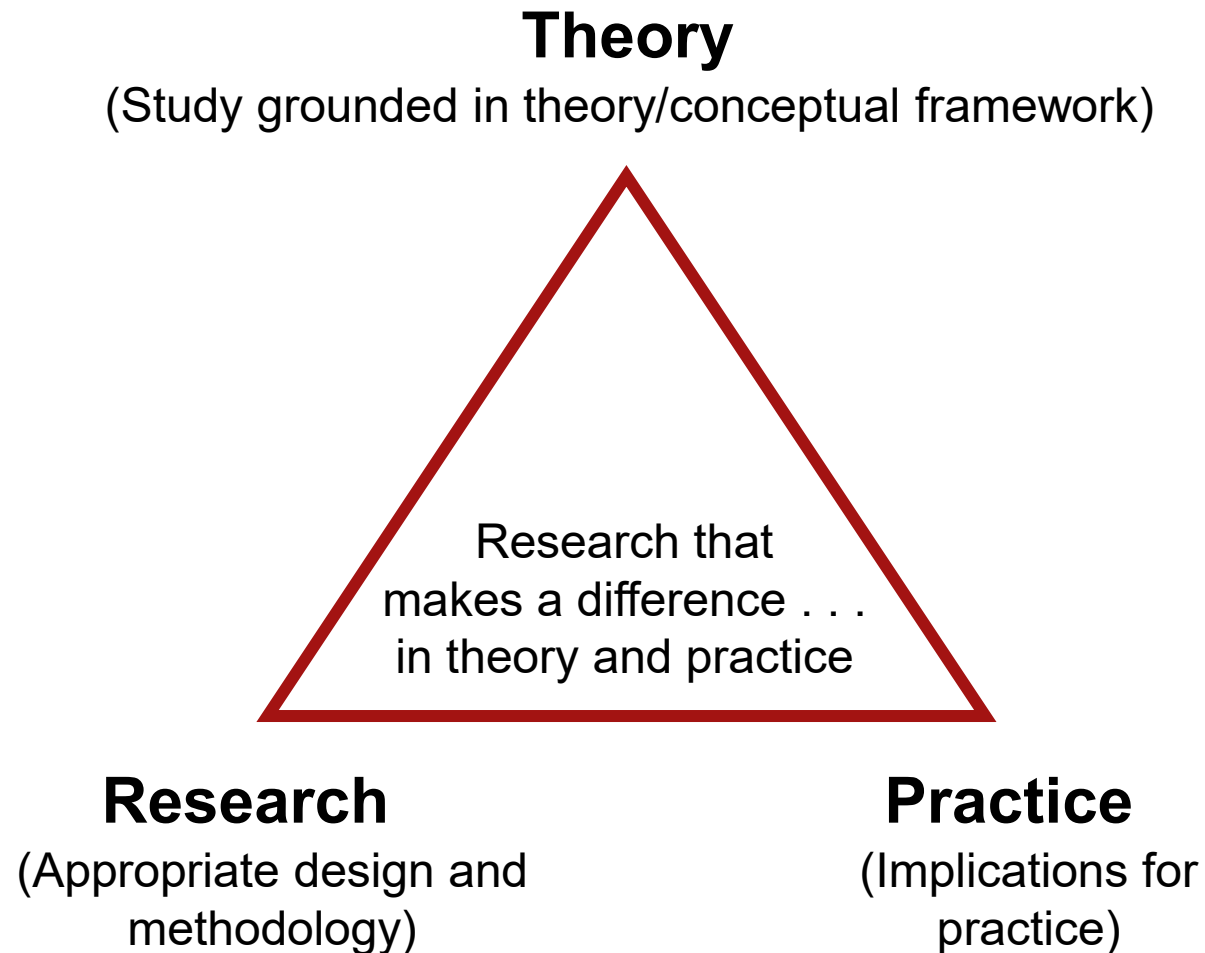 Theory
(Study grounded in theory/conceptual framework)
Research that
makes a difference . . .
in theory and practice
Research
(Appropriate design and
methodology)
Practice
(Implications for
practice)